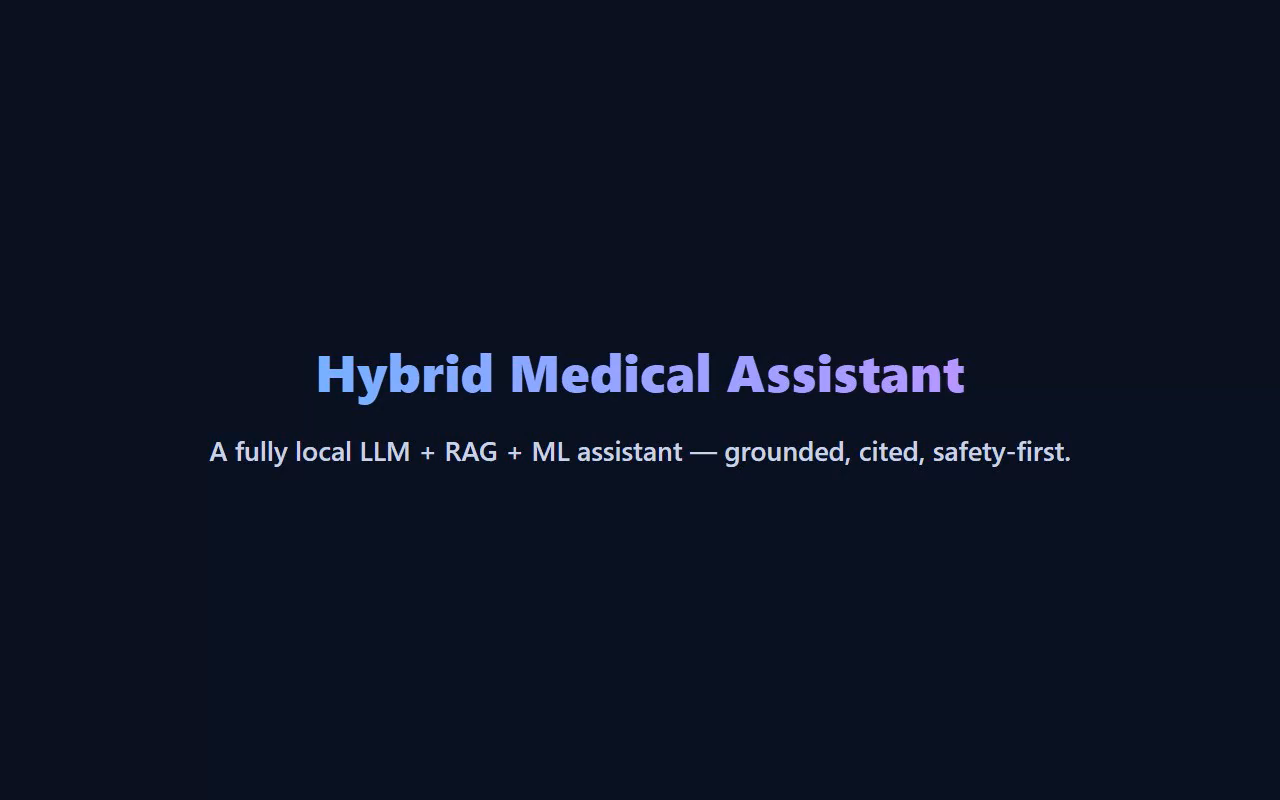 Hybrid Medical Assistant
A fully local LLM + RAG + ML assistant — grounded, cited, safety-first.